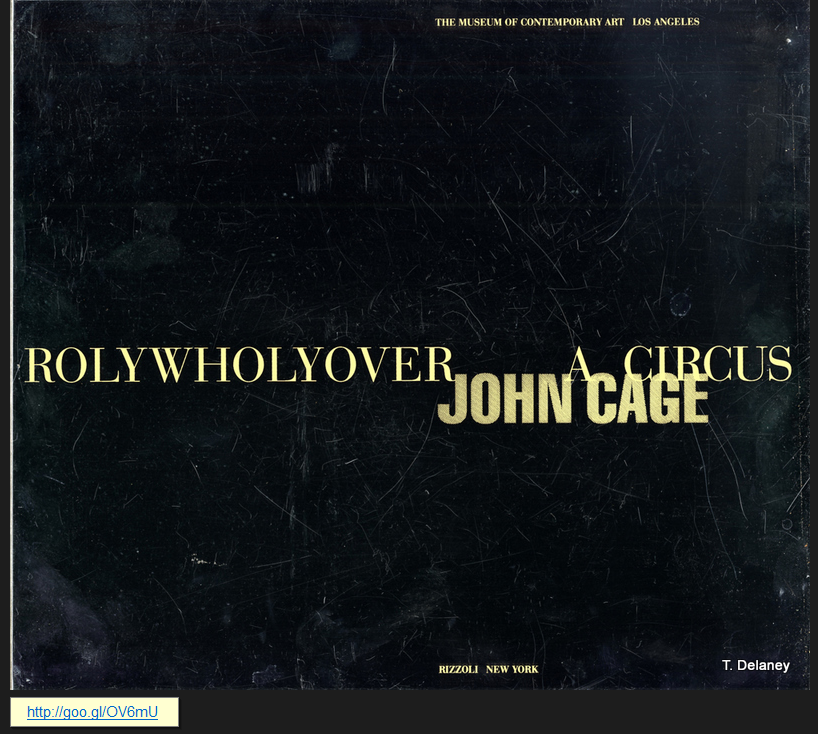 THE MUSEUM OF CONTEMPORARY ART LOS ANGELES
ROLYWHOLYOVER A CIRCUS
JOHN CAGE
RIZZOLI NEW YORK
T. Delaney
http://goo.gl/OV6mU